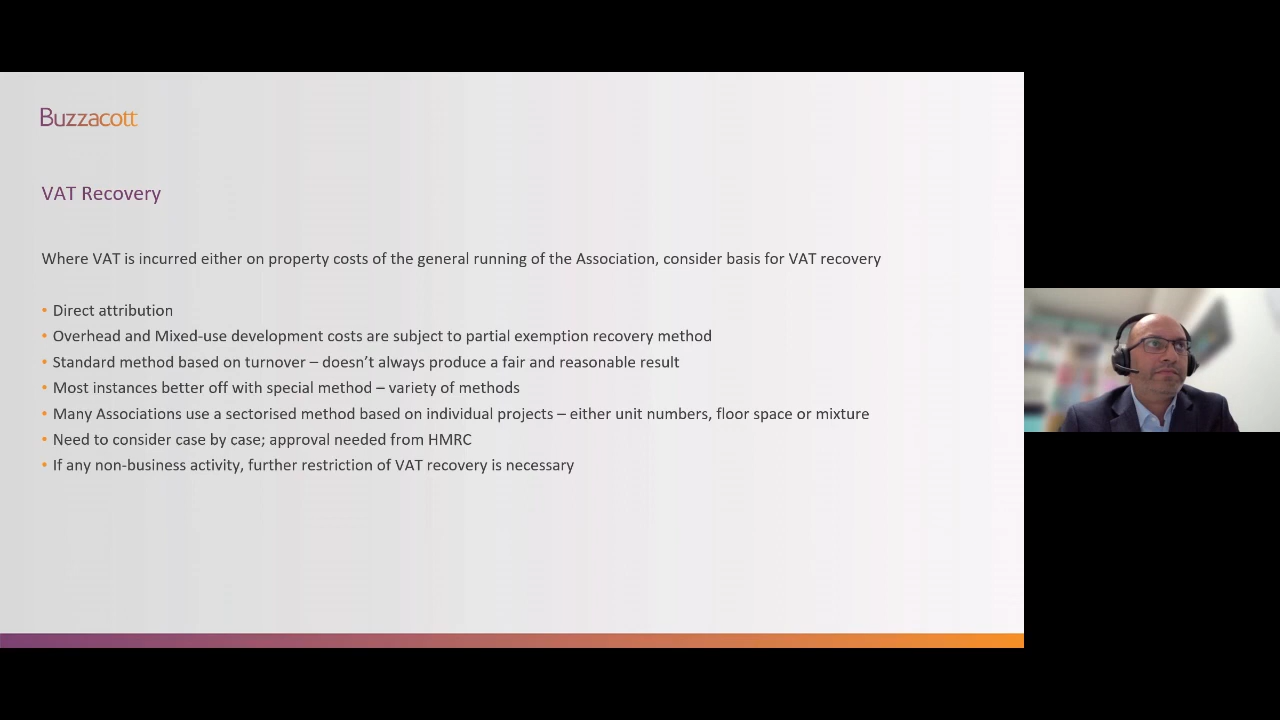 Buzzacott
VAT Recovery
Where VAT is incurred either on property costs of the general running of the Association, consider basis for VAT recovery
• Direct attribution
• Overhead and Mixed-use development costs are subject to partial exemption recovery method
• Standard method based on turnover – doesn’t always produce a fair and reasonable result
• Most instances better off with special method – variety of methods
• Many Associations use a sectorised method based on individual projects – either unit numbers, floor space or mixture
• Need to consider case by case; approval needed from HMRC
• If any non-business activity, further restriction of VAT recovery is necessary